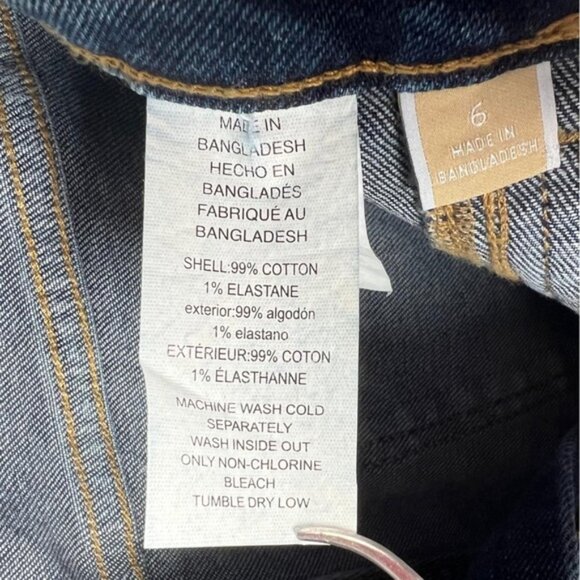 MADE IN
BANGLADESH
HECHO EN
BANGLADÉS
FABRIQUÉ AU
BANGLADESH
SHELL:99% COTTON
1% ELASTANE
exterior:99% algodón
1% elastano
EXTÉRIEUR:99% COTON
1% ÉLASTHANNE
MACHINE WASH COLD
SEPARATELY
WASH INSIDE OUT
ONLY NON-CHLORINE
BLEACH
TUMBLE DRY LOW
6
MADE IN
BANGLADESH